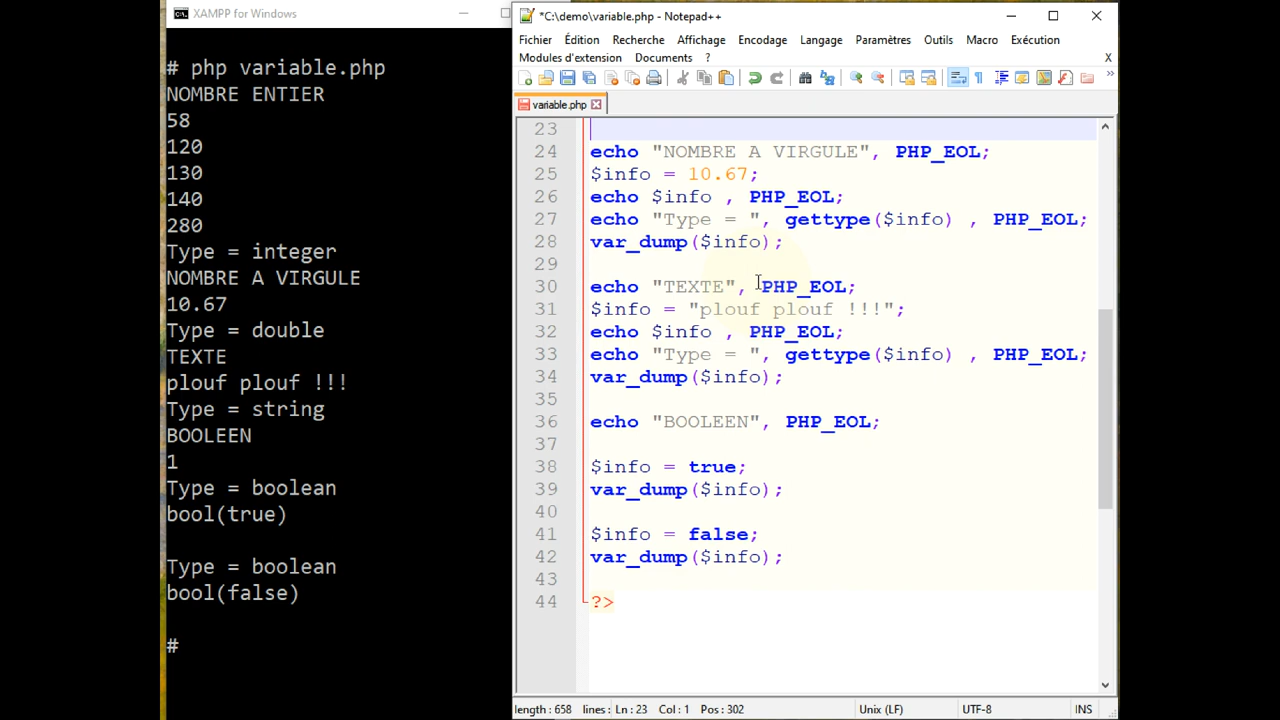 XAMPP for Windows
# php variable.php
NOMBRE ENTIER
58
120
130
140
280
Type = integer
NOMBRE A VIRGULE
10.67
Type = double
TEXTE
plouf plouf !!!
Type = string
BOOLEEN
1
Type = boolean
bool(true)
Type = boolean
bool(false)
#
*C:\demo\variable.php - Notepad++
Fichier Édition Recherche Affichage Encodage Langage Paramètres Outils Macro Exécution
Modules d'extension Documents ? X
variable.php
23
24 echo "NOMBRE A VIRGULE", PHP_EOL;
25 $info = 10.67;
26 echo $info , PHP_EOL;
27 echo "Type = ", gettype($info) , PHP_EOL;
28 var_dump($info);
29
30 echo "TEXTE", PHP_EOL;
31 $info = "plouf plouf !!!";
32 echo $info , PHP_EOL;
33 echo "Type = ", gettype($info) , PHP_EOL;
34 var_dump($info);
35
36 echo "BOOLEEN", PHP_EOL;
37
38 $info = true;
39 var_dump($info);
40
41 $info = false;
42 var_dump($info);
43
44 ?>
length : 658 lines : Ln : 23 Col : 1 Pos : 302 Unix (LF) UTF-8 INS